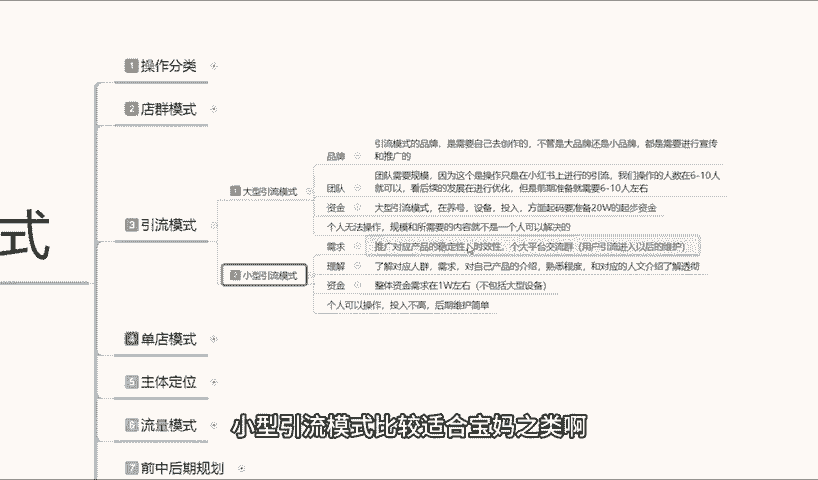 1 操作分类
2 店群模式
式
3 引流模式
1 大型引流模式
品牌
引流模式的品牌，是需要自己去创作的，不管是大品牌还是小品牌，都是需要进行宣传
和推广的
团队
团队需要规模，因为这个是操作只是在小红书上进行的引流，我们操作的人数在6-10人
就可以，看后续的发展在进行优化，但是前期准备就需要6-10人左右
资金
大型引流模式，在养号，设备，投入，方面起码要准备20W的起步资金
个人无法操作，规模和所需要的内容就不是一个人可以解决的
2 小型引流模式
需求
推广对应产品的稳定性，时效性，个大平台交流群（用户引流进入以后的维护）
理解
了解对应人群，需求，对自己产品的介绍，熟悉程度，和对应的人文介绍了解透彻
资金
整体资金需求在1W左右（不包括大型设备）
个人可以操作，投入不高，后期维护简单
4 单店模式
5 主体定位
6 流量模式
小型引流模式比较适合宝妈之类啊
7 前中后期规划